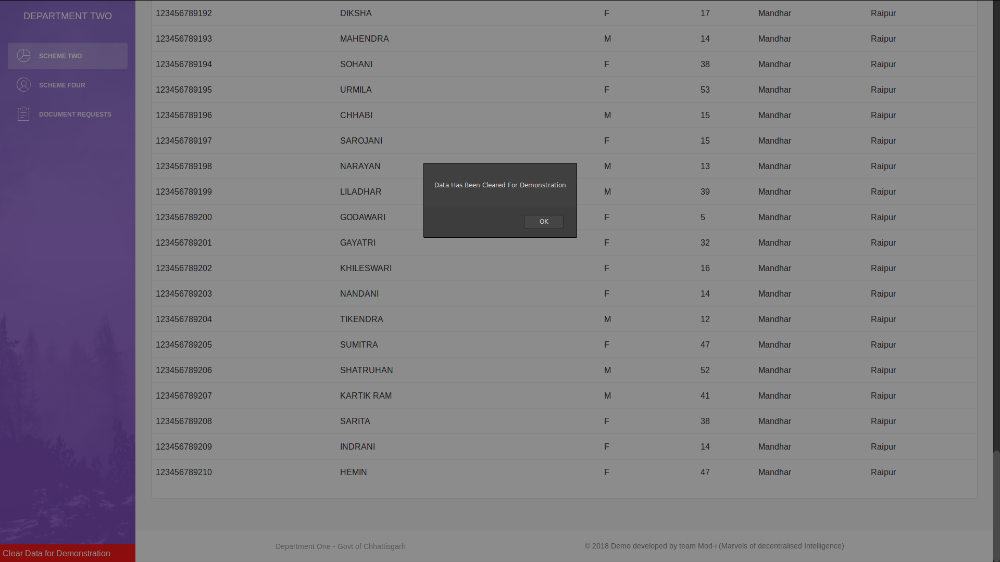 DEPARTMENT TWO
SCHEME TWO
SCHEME FOUR
DOCUMENT REQUESTS
Clear Data for Demonstration
123456789192 DIKSHA F 17 Mandhar Raipur
123456789193 MAHENDRA M 14 Mandhar Raipur
123456789194 SOHANI F 38 Mandhar Raipur
123456789195 URMILA F 53 Mandhar Raipur
123456789196 CHHABI M 15 Mandhar Raipur
123456789197 SAROJANI F 15 Mandhar Raipur
123456789198 NARAYAN M 13 Mandhar Raipur
123456789199 LILADHAR M 39 Mandhar Raipur
123456789200 GODAWARI F 5 Mandhar Raipur
123456789201 GAYATRI F 32 Mandhar Raipur
123456789202 KHILESWARI F 16 Mandhar Raipur
123456789203 NANDANI F 14 Mandhar Raipur
123456789204 TIKENDRA M 12 Mandhar Raipur
123456789205 SUMITRA F 47 Mandhar Raipur
123456789206 SHATRUHAN M 52 Mandhar Raipur
123456789207 KARTIK RAM M 41 Mandhar Raipur
123456789208 SARITA F 38 Mandhar Raipur
123456789209 INDRANI F 14 Mandhar Raipur
123456789210 HEMIN F 47 Mandhar Raipur
Data Has Been Cleared For Demonstration
OK
Department One - Govt of Chhattisgarh
© 2018 Demo developed by team Mod-i (Marvels of decentralised Intelligence)